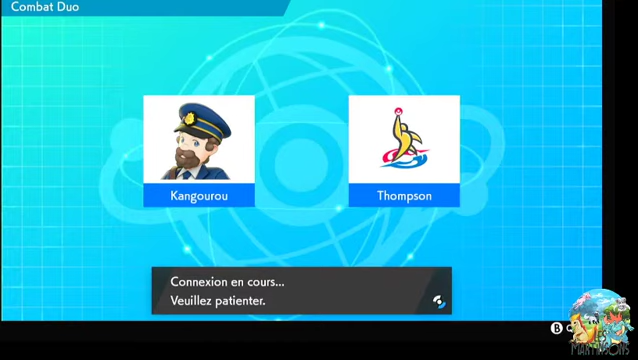 Combat Duo
Kangourou
Thompson
Connexion en cours...
Veuillez patienter.
B